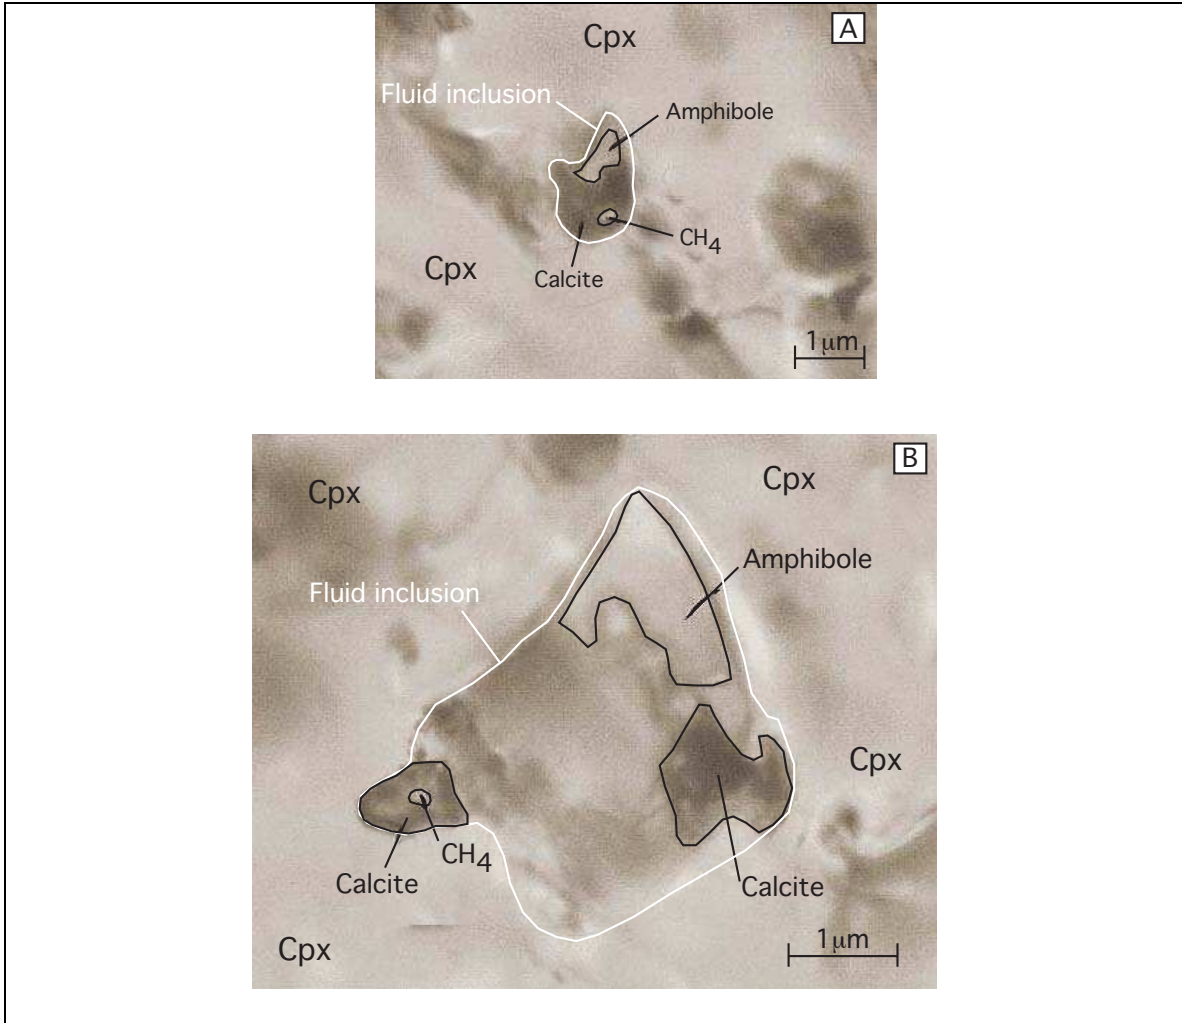 Cpx
A
Fluid inclusion
Amphibole
CH4
Cpx
Calcite
1μm
B
Cpx
Cpx
Amphibole
Fluid inclusion
Cpx
CH4
Calcite
Calcite
1μm
Cpx